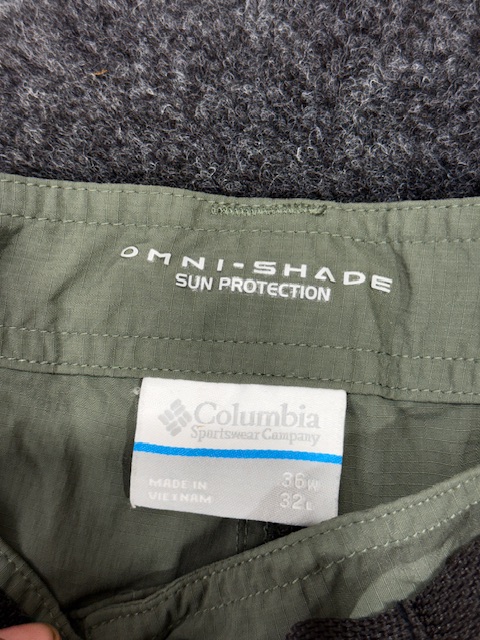 OMNI-SHADE
SUN PROTECTION
Columbia
Sportswear Company
MADE IN 36W
VIETNAM 32L